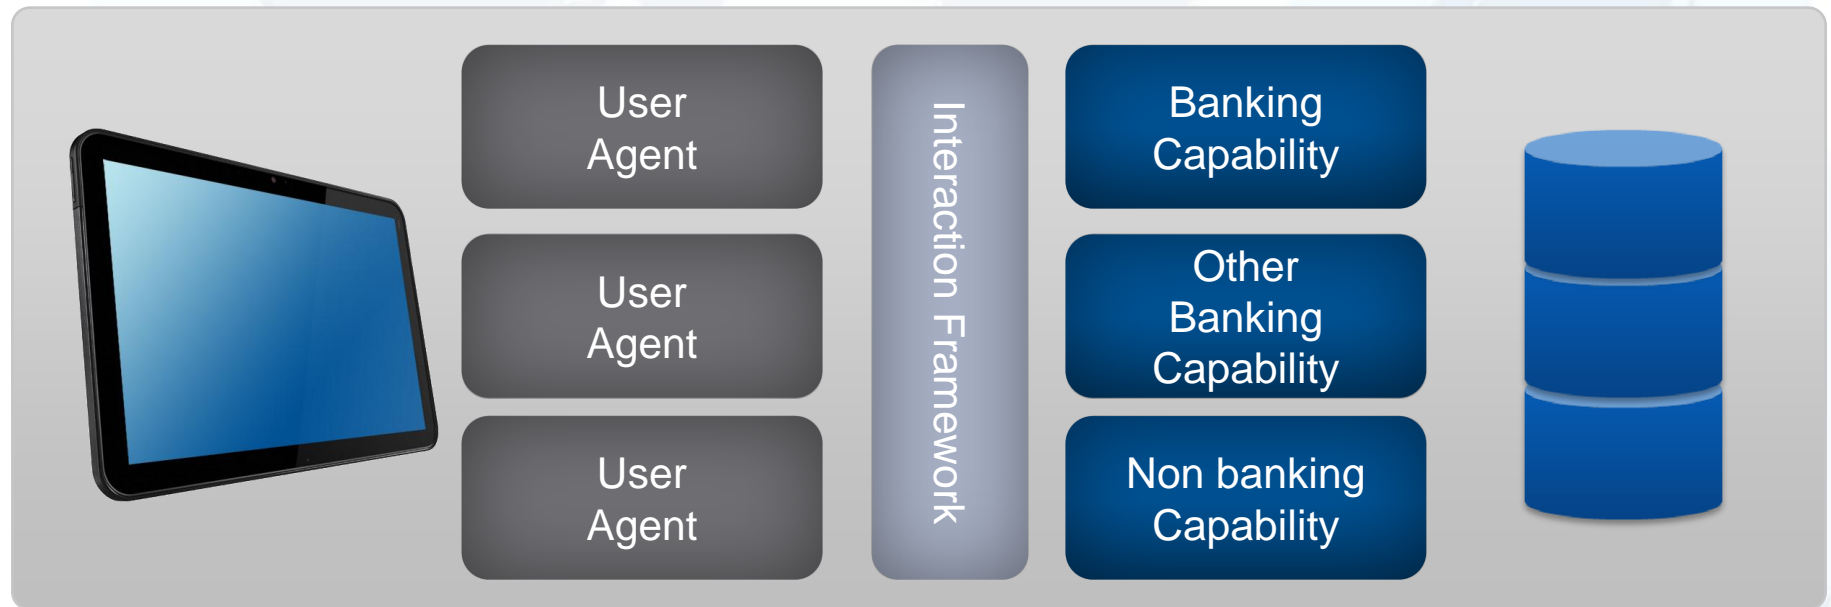 User
Agent
User
Agent
User
Agent
Interaction Framework
Banking
Capability
Other
Banking
Capability
Non banking
Capability